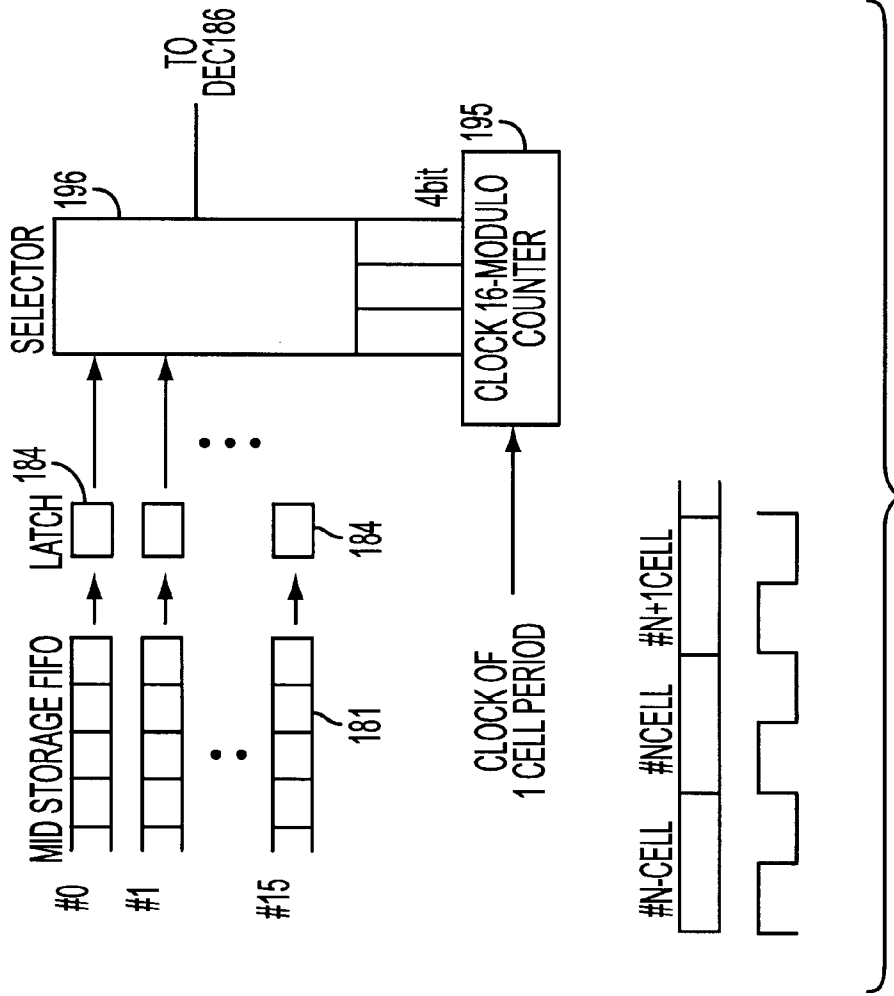 MID STORAGE FIFO
LATCH
184
SELECTOR
196
#0
#1
#15
181
184
TO
DEC186
4bit
CLOCK OF
1 CELL PERIOD
CLOCK 16-MODULO
COUNTER
195
#N-CELL
#NCELL
#N+1CELL